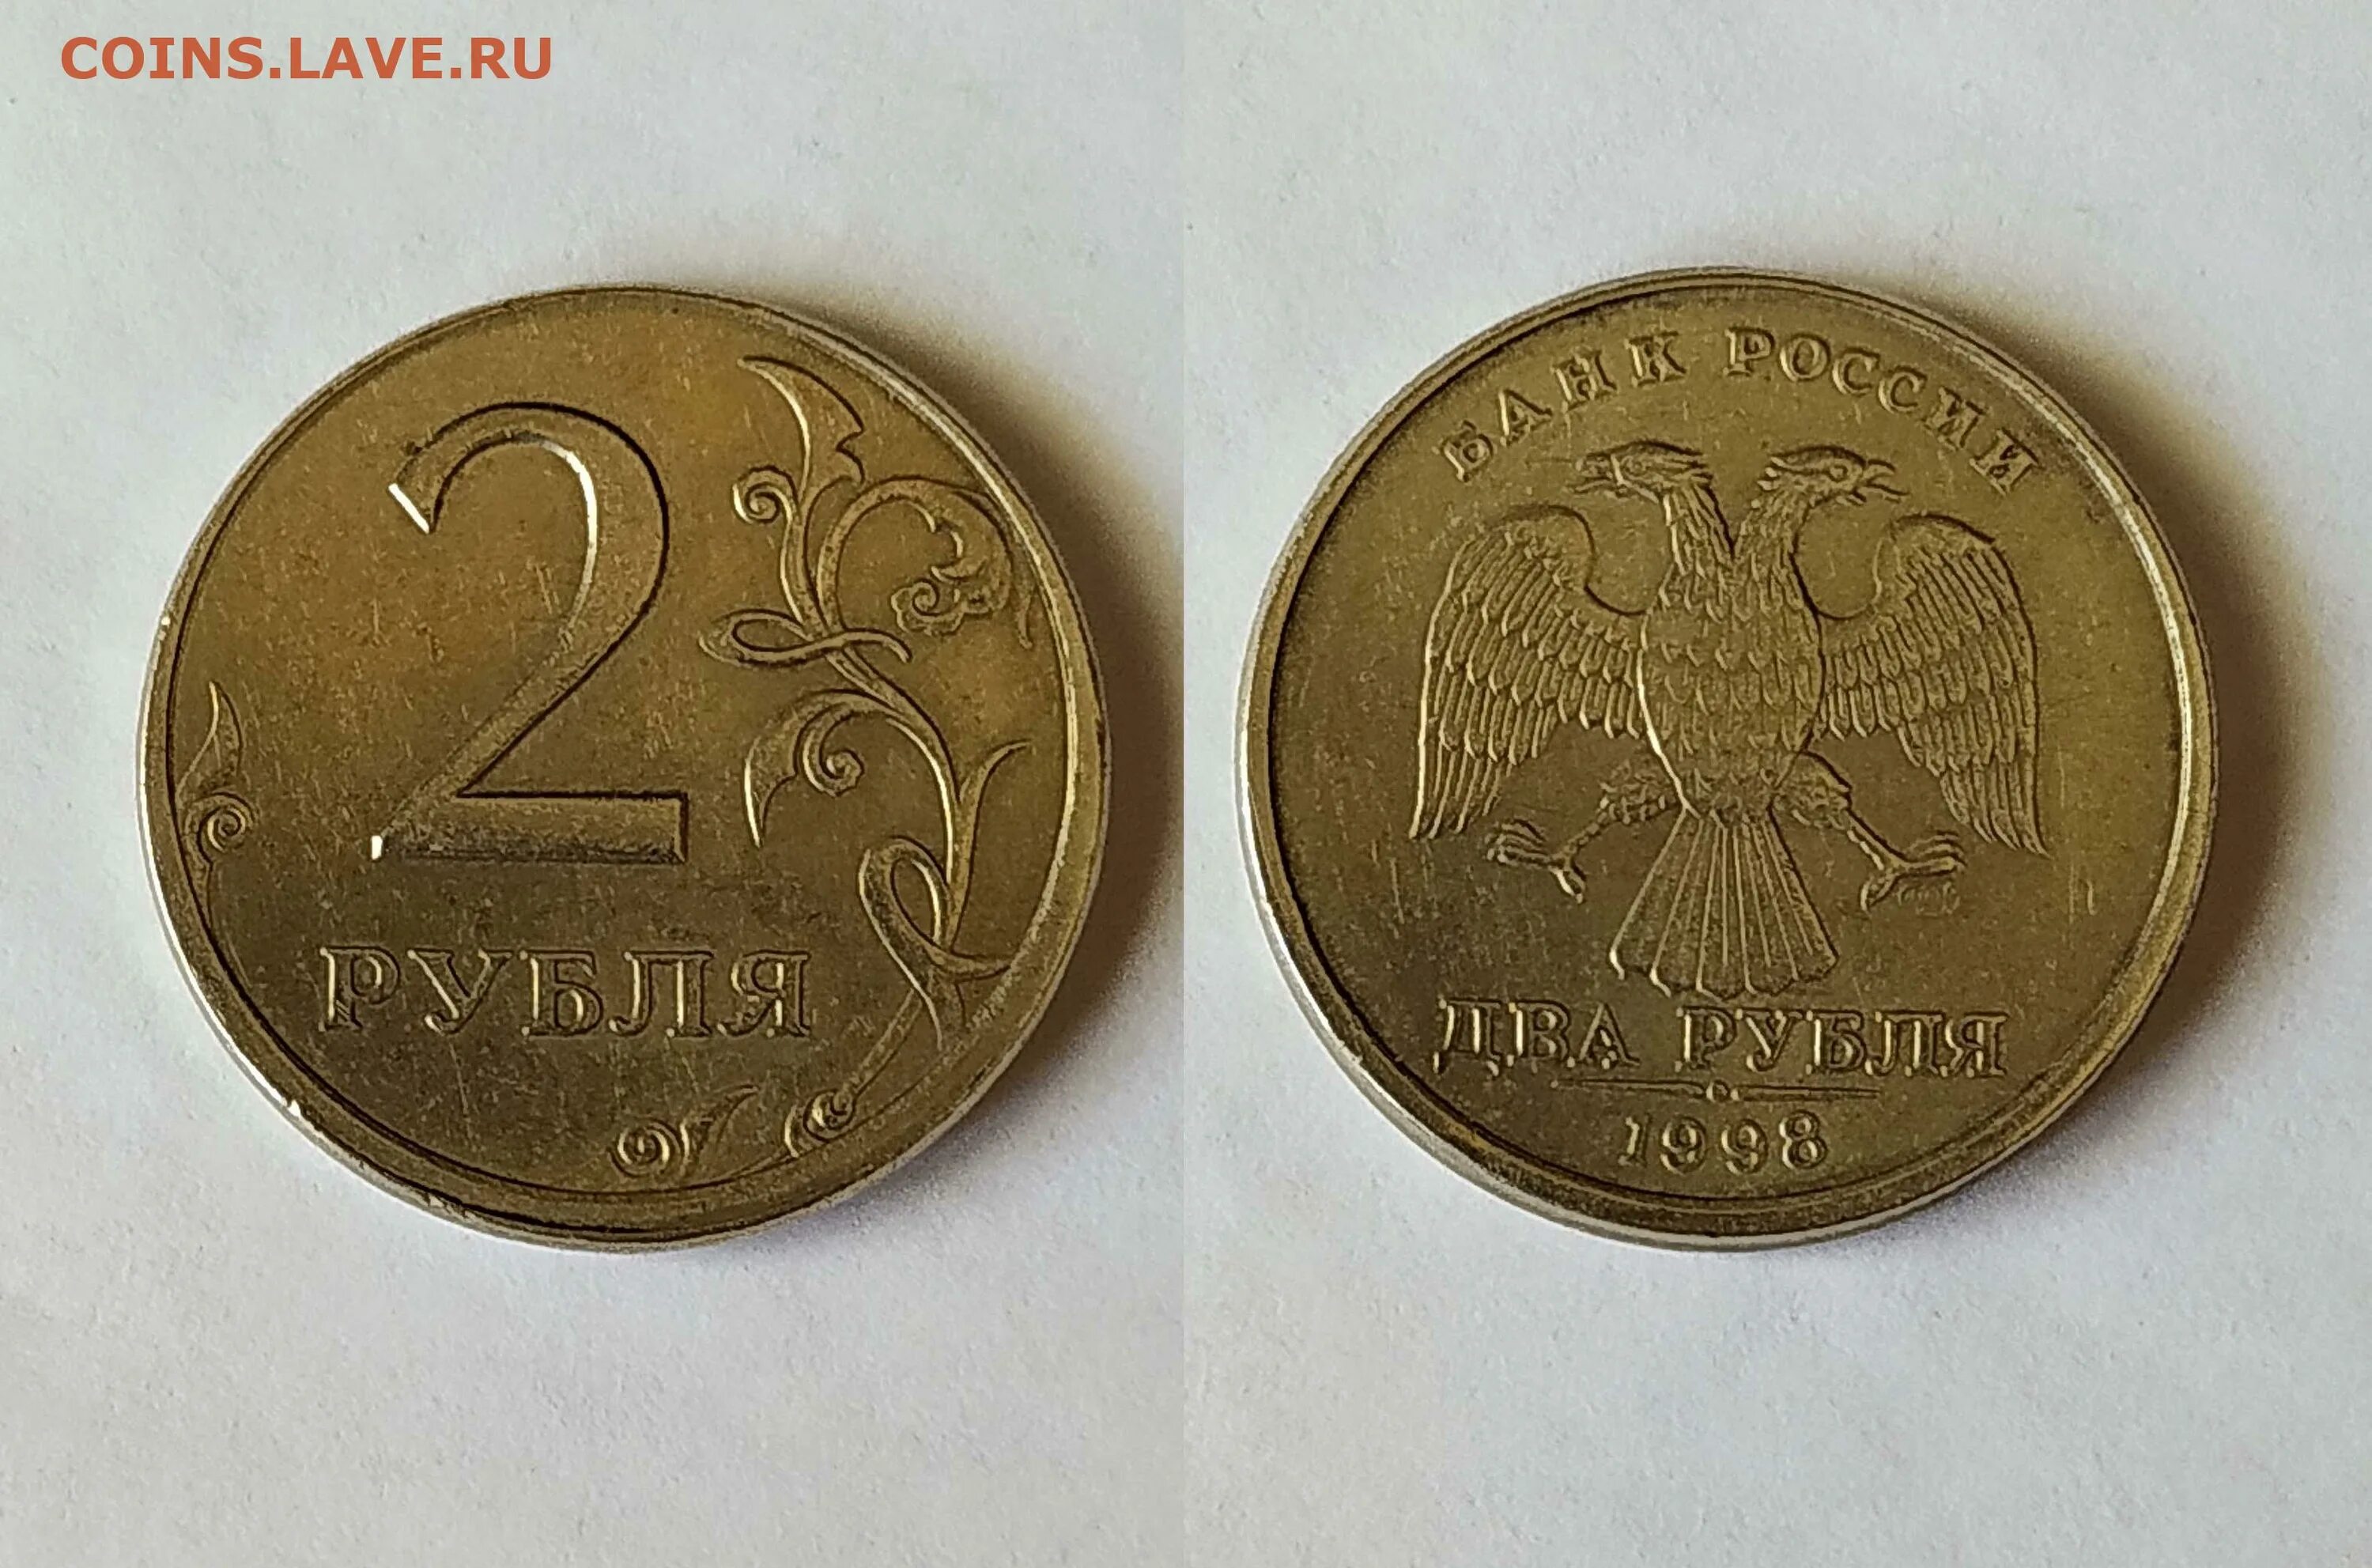 COINS.LAVE.RU
2
РУБЛЯ
БАНК РОССИИ
ДВА РУБЛЯ
1998